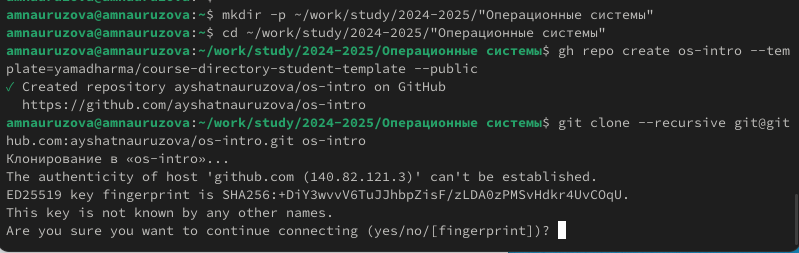 amnauruzova@amnauruzova:~$ mkdir -p ~/work/study/2024-2025/"Операционные системы"
amnauruzova@amnauruzova:~$ cd ~/work/study/2024-2025/"Операционные системы"
amnauruzova@amnauruzova:~/work/study/2024-2025/Операционные системы$ gh repo create os-intro --tem
plate=yamadharma/course-directory-student-template --public
✓ Created repository ayshatnauruzova/os-intro on GitHub
  https://github.com/ayshatnauruzova/os-intro
amnauruzova@amnauruzova:~/work/study/2024-2025/Операционные системы$ git clone --recursive git@git
hub.com:ayshatnauruzova/os-intro.git os-intro
Клонирование в «os-intro»...
The authenticity of host 'github.com (140.82.121.3)' can't be established.
ED25519 key fingerprint is SHA256:+DiY3wvvV6TuJJhbpZisF/zLDA0zPMSvHdkr4UvCOqU.
This key is not known by any other names.
Are you sure you want to continue connecting (yes/no/[fingerprint])?